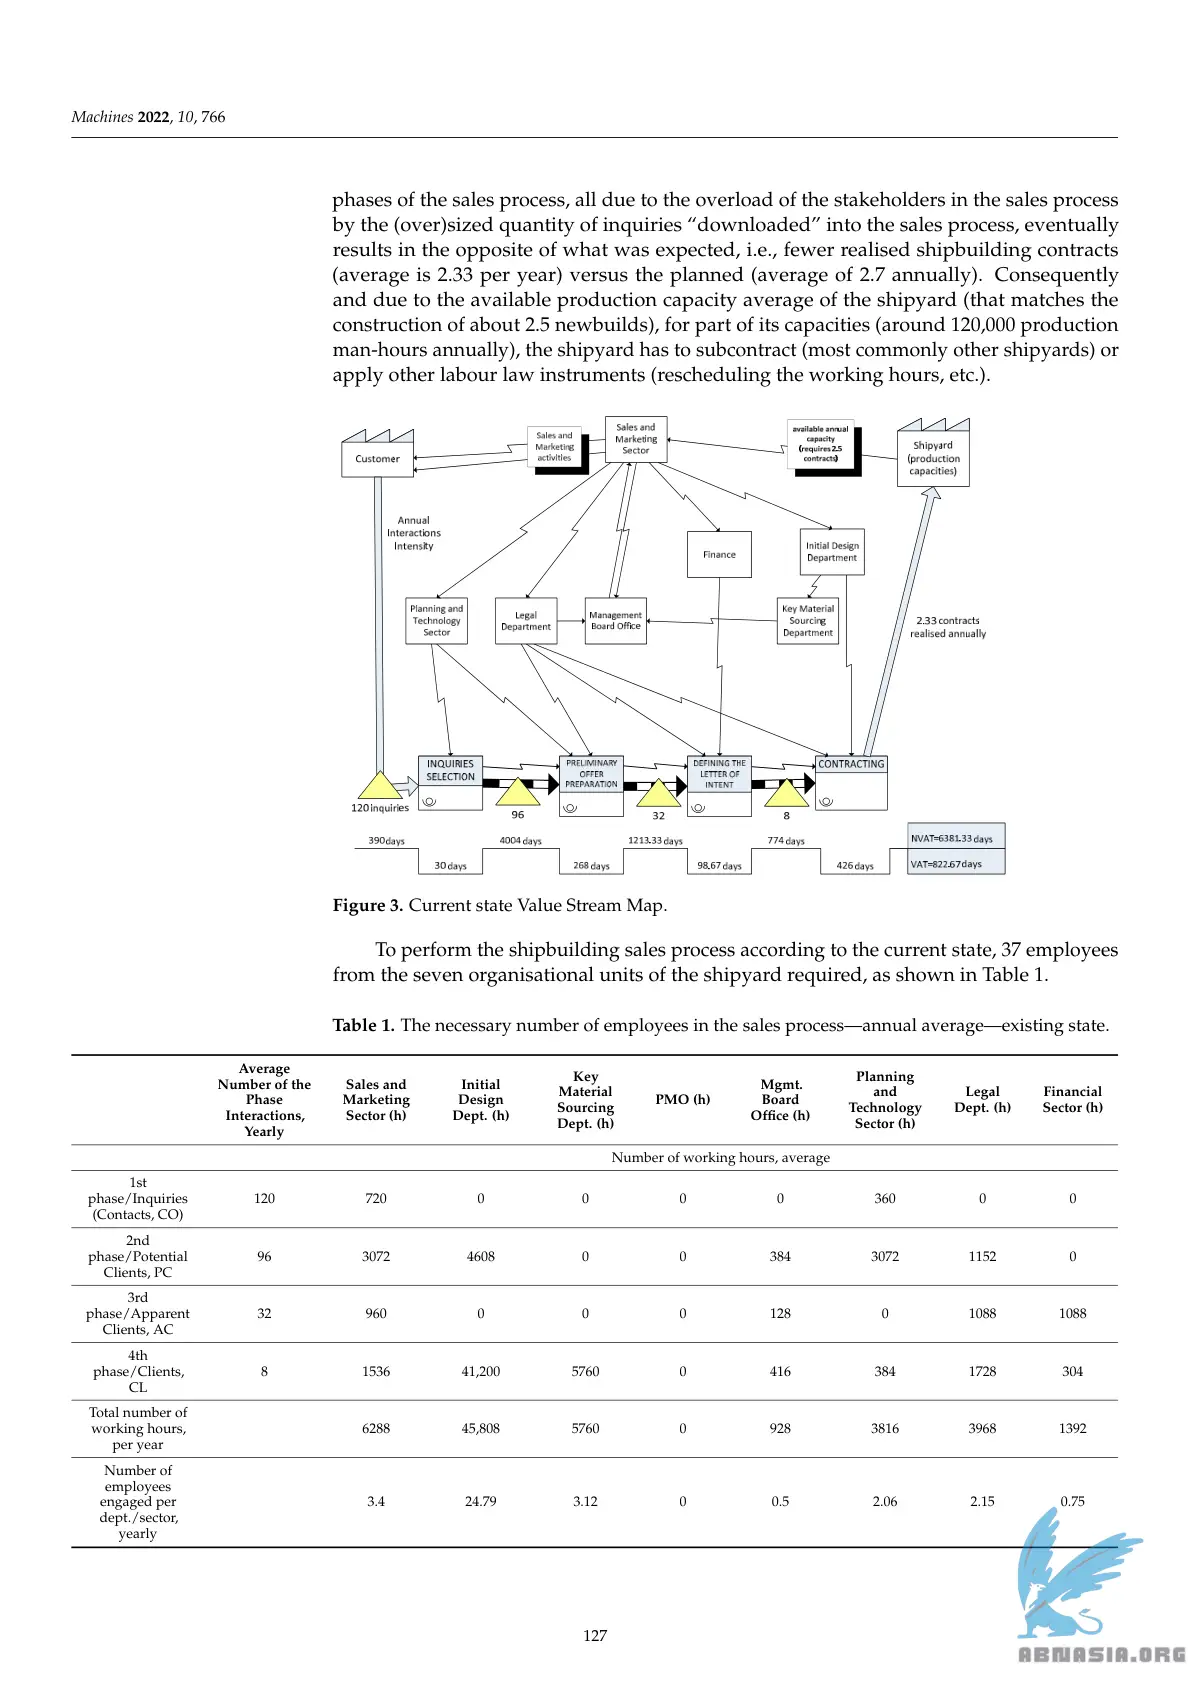 Machines 2022, 10, 766
phases of the sales process, all due to the overload of the stakeholders in the sales process
by the (over)sized quantity of inquiries “downloaded” into the sales process, eventually
results in the opposite of what was expected, i.e., fewer realised shipbuilding contracts
(average is 2.33 per year) versus the planned (average of 2.7 annually). Consequently
and due to the available production capacity average of the shipyard (that matches the
construction of about 2.5 newbuilds), for part of its capacities (around 120,000 production
man-hours annually), the shipyard has to subcontract (most commonly other shipyards) or
apply other labour law instruments (rescheduling the working hours, etc.).
Customer
Sales and
Marketing
activities
Sales and
Marketing
Sector
available annual
capacity
(requires 2.5
contracts)
Shipyard
(production
capacities)
Annual
Interactions
Intensity
Finance
Initial Design
Department
Planning and
Technology
Sector
Legal
Department
Management
Board Office
Key Material
Sourcing
Department
2.33 contracts
realised annually
INQUIRIES
SELECTION
PRELIMINARY
OFFER
PREPARATION
DEFINING THE
LETTER OF
INTENT
CONTRACTING
120 inquiries
96
32
8
390 days
4004 days
1213.33 days
774 days
NVAT=6381.33 days
30 days
268 days
98.67 days
426 days
VAT=822.67 days
Figure 3. Current state Value Stream Map.
To perform the shipbuilding sales process according to the current state, 37 employees
from the seven organisational units of the shipyard required, as shown in Table 1.
Table 1. The necessary number of employees in the sales process—annual average—existing state.
Average
Number of the
Phase
Interactions,
Yearly
Sales and
Marketing
Sector (h)
Initial
Design
Dept. (h)
Key
Material
Sourcing
Dept. (h)
PMO (h)
Mgmt.
Board
Office (h)
Planning
and
Technology
Sector (h)
Legal
Dept. (h)
Financial
Sector (h)
Number of working hours, average
1st
phase/Inquiries
(Contacts, CO)
120 720 0 0 0 0 360 0 0
2nd
phase/Potential
Clients, PC
96 3072 4608 0 0 384 3072 1152 0
3rd
phase/Apparent
Clients, AC
32 960 0 0 0 128 0 1088 1088
4th
phase/Clients,
CL
8 1536 41,200 5760 0 416 384 1728 304
Total number of
working hours,
per year
6288 45,808 5760 0 928 3816 3968 1392
Number of
employees
engaged per
dept./sector,
yearly
3.4 24.79 3.12 0 0.5 2.06 2.15 0.75
127
ABNASIA.ORG